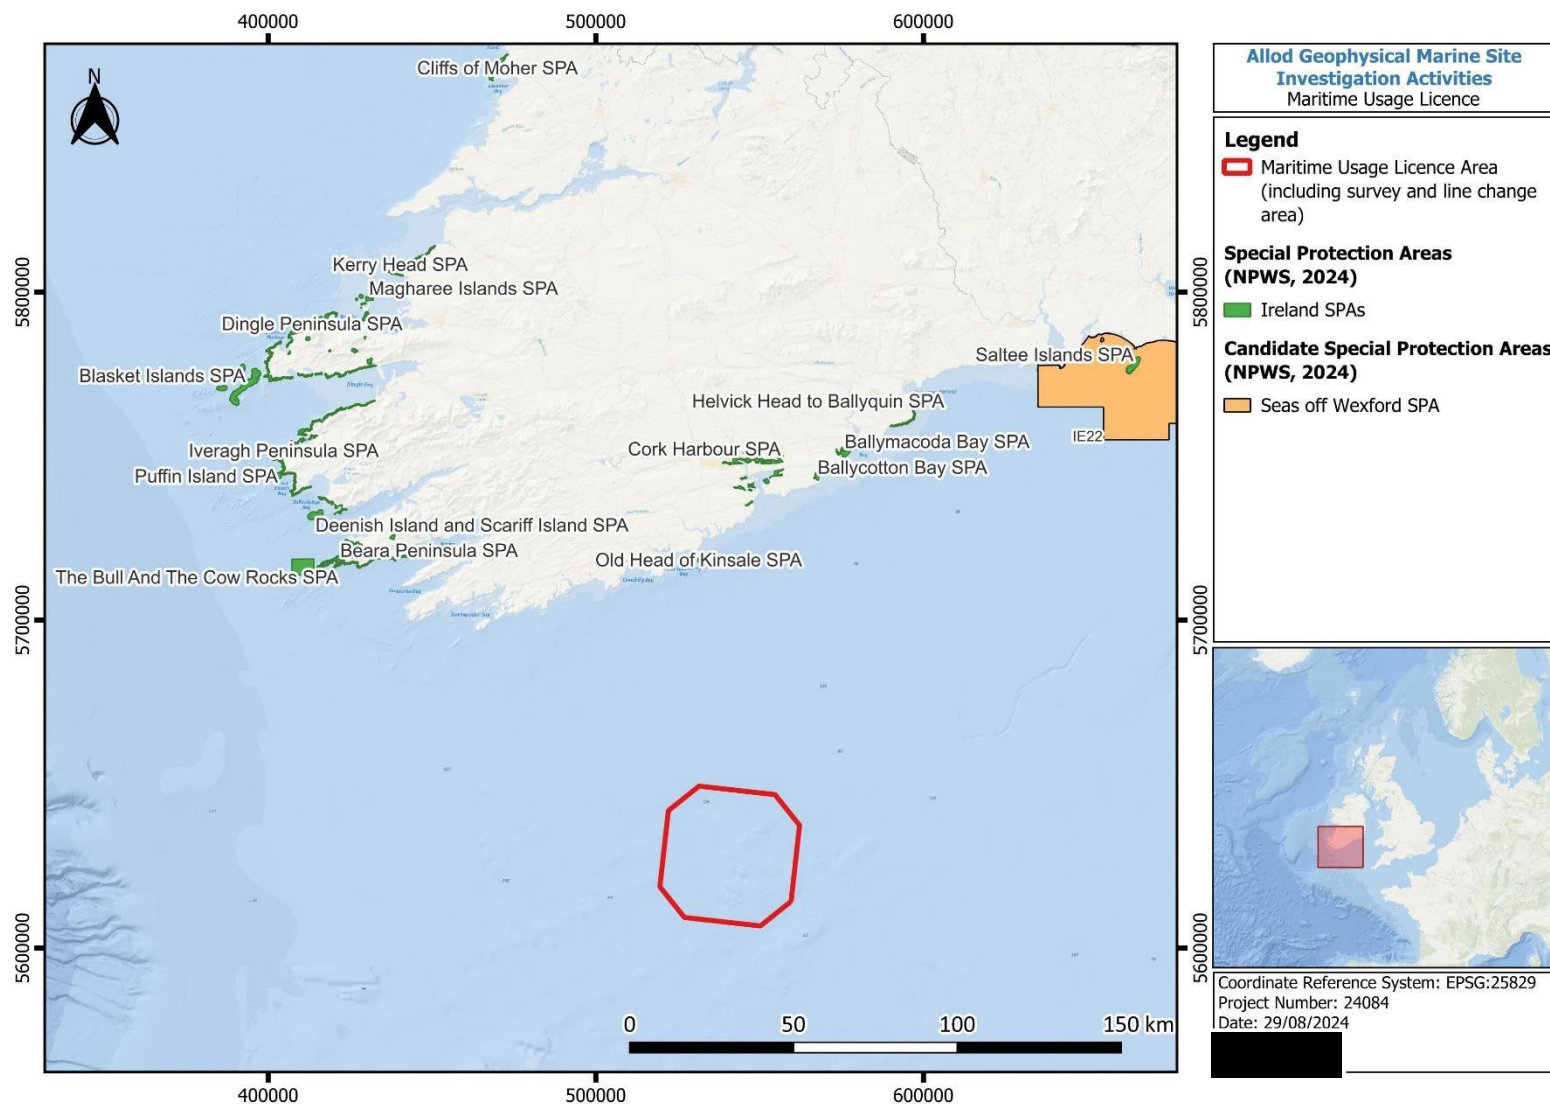 400000
500000
600000
N
Cliffs of Moher SPA
Kerry Head SPA
Magharee Islands SPA
Dingle Peninsula SPA
Blasket Islands SPA
Iveragh Peninsula SPA
Puffin Island SPA
Deenish Island and Scariff Island SPA
Beara Peninsula SPA
The Bull And The Cow Rocks SPA
Saltee Islands SPA
Helvick Head to Ballyquin SPA
IE22
Cork Harbour SPA
Ballymacoda Bay SPA
Ballycotton Bay SPA
Old Head of Kinsale SPA
5800000
5700000
5600000
5800000
5700000
5600000
0
50
100
150 km
400000
500000
600000
Allod Geophysical Marine Site
Investigation Activities
Maritime Usage Licence
Legend
Maritime Usage Licence Area
(including survey and line change
area)
Special Protection Areas
(NPWS, 2024)
Ireland SPAs
Candidate Special Protection Areas
(NPWS, 2024)
Seas off Wexford SPA
Coordinate Reference System: EPSG:25829
Project Number: 24084
Date: 29/08/2024